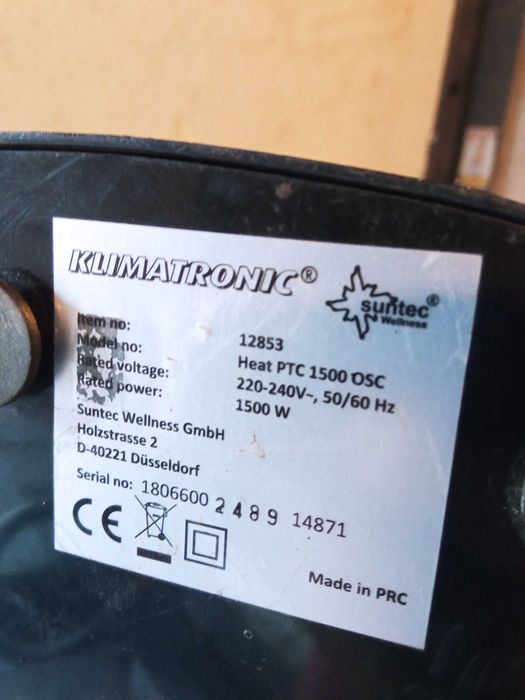 KLIMATRONIC®
suntec®
Wellness
Item no: 12853
Model no: Heat PTC 1500 OSC
Rated voltage: 220-240V~, 50/60 Hz
Rated power: 1500 W
Suntec Wellness GmbH
Holzstrasse 2
D-40221 Düsseldorf
Serial no: 1806600 2489 14871
CE
Made in PRC